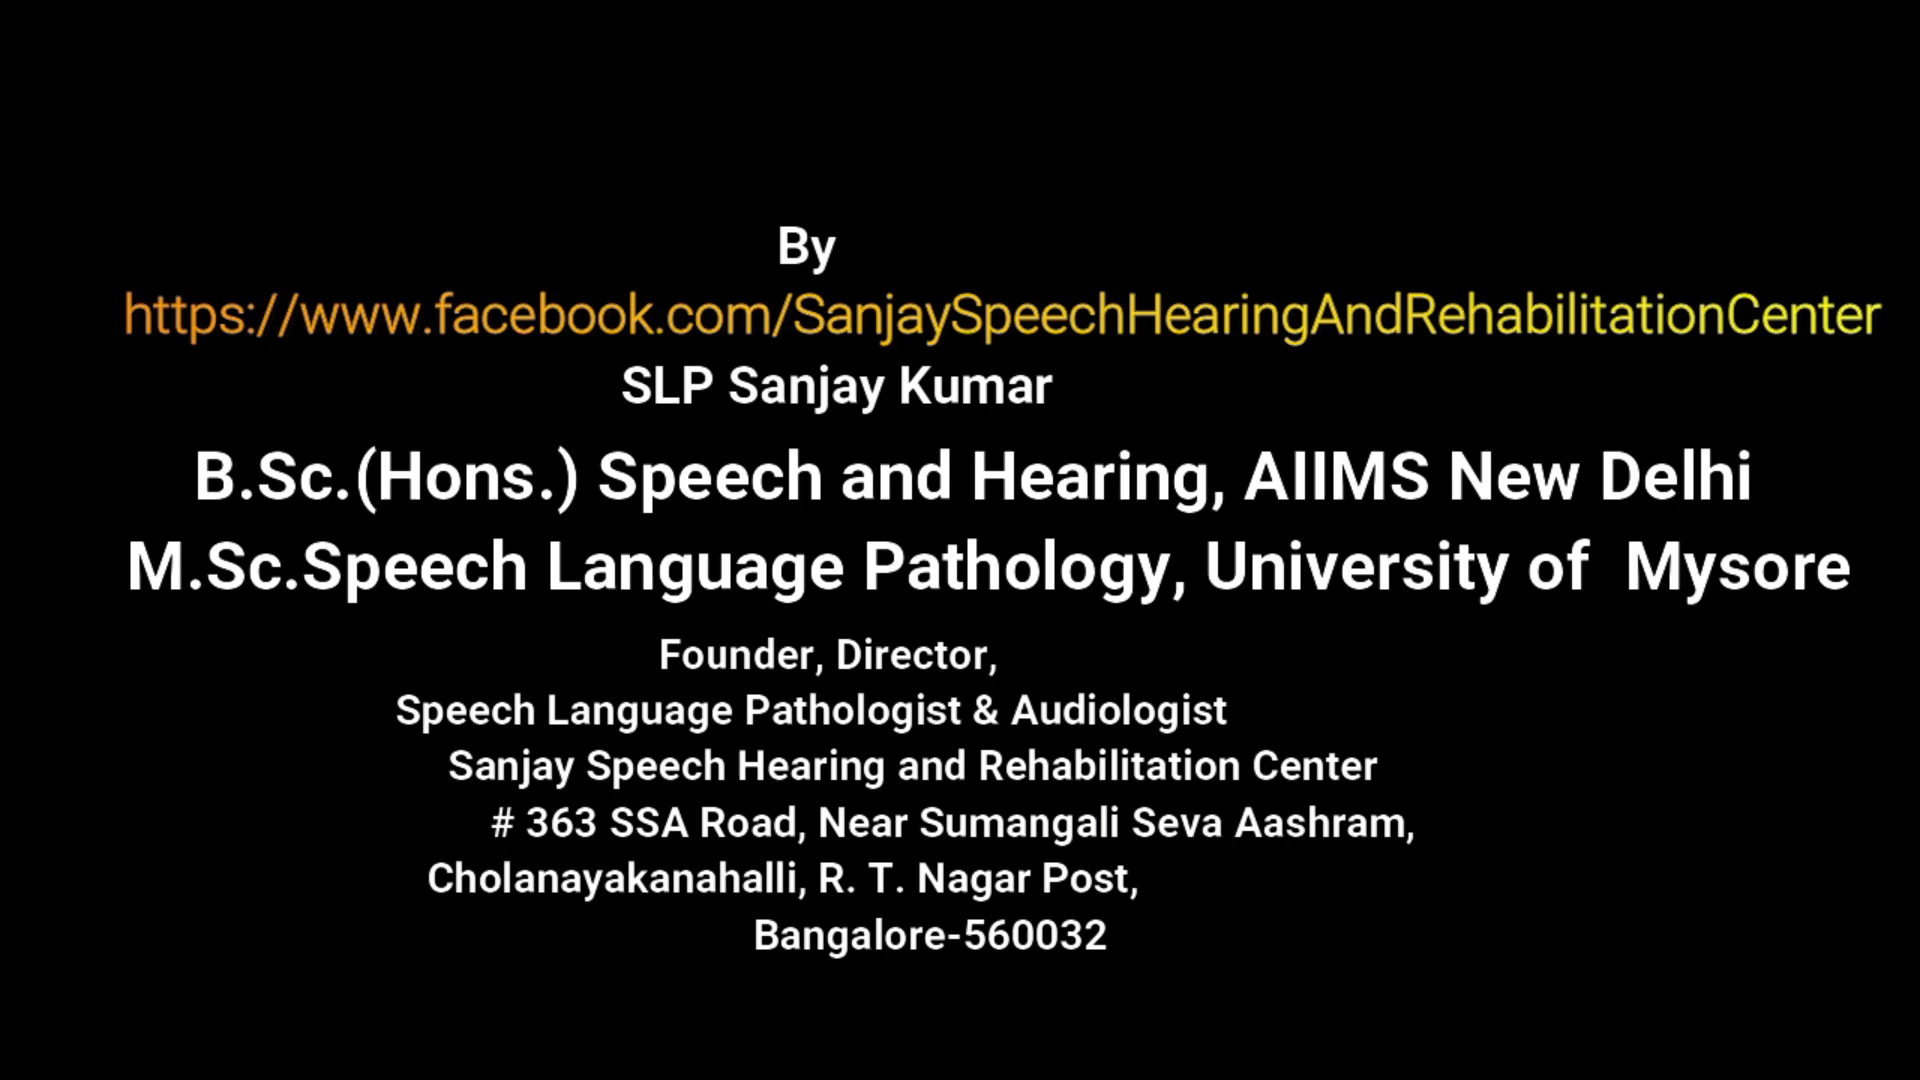 By
https://www.facebook.com/SanjaySpeechHearingAndRehabilitationCenter
SLP Sanjay Kumar
B.Sc.(Hons.) Speech and Hearing, AIIMS New Delhi
M.Sc.Speech Language Pathology, University of  Mysore
Founder, Director,
Speech Language Pathologist & Audiologist
Sanjay Speech Hearing and Rehabilitation Center
# 363 SSA Road, Near Sumangali Seva Aashram,
Cholanayakanahalli, R. T. Nagar Post,
Bangalore-560032